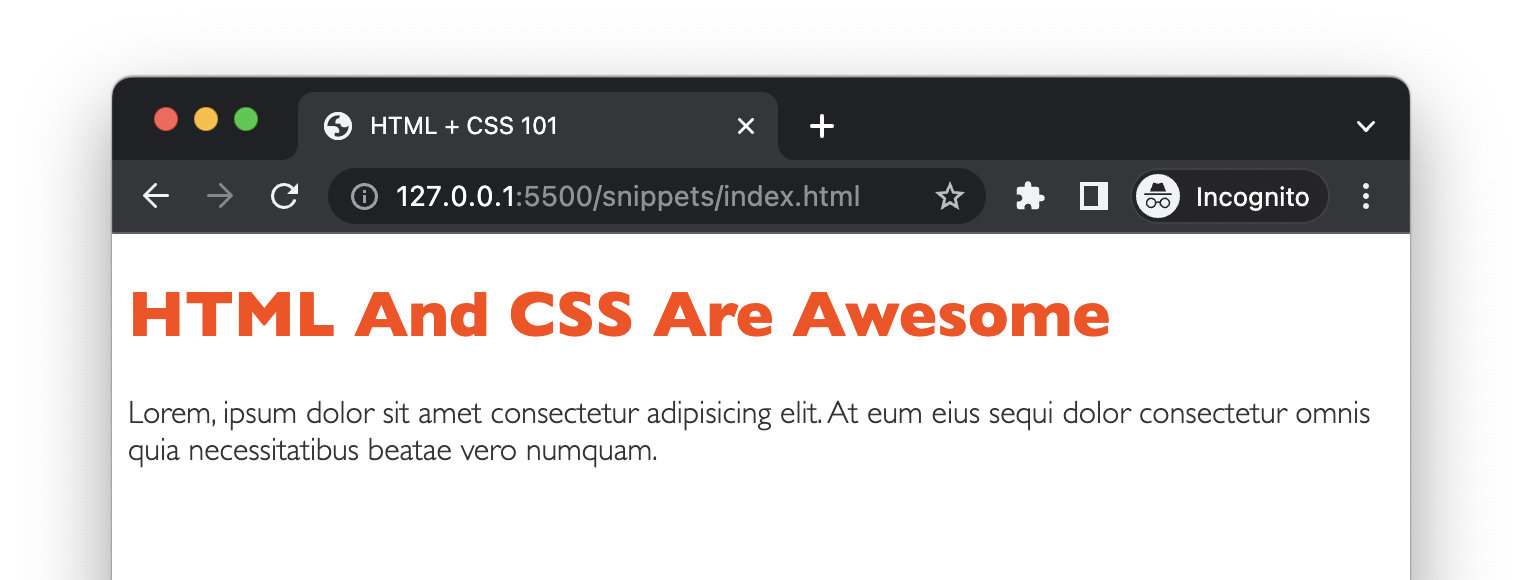 HTML + CSS 101
127.0.0.1:5500/snippets/index.html
Incognito
HTML And CSS Are Awesome
Lorem, ipsum dolor sit amet consectetur adipisicing elit. At eum eius sequi dolor consectetur omnis
quia necessitatibus beatae vero numquam.